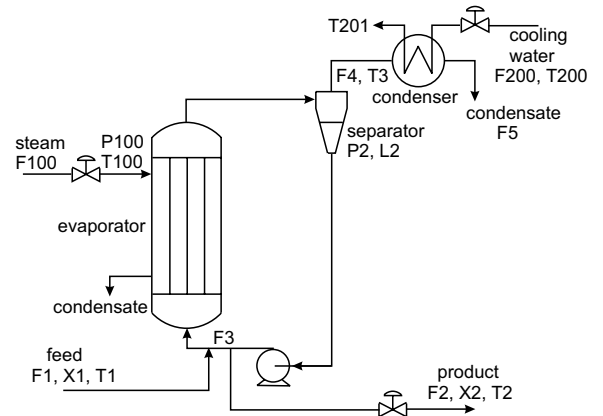 T201
cooling
water
F200, T200
F4, T3
condenser
condensate
F5
separator
P2, L2
steam
F100
P100
T100
evaporator
condensate
F3
feed
F1, X1, T1
product
F2, X2, T2